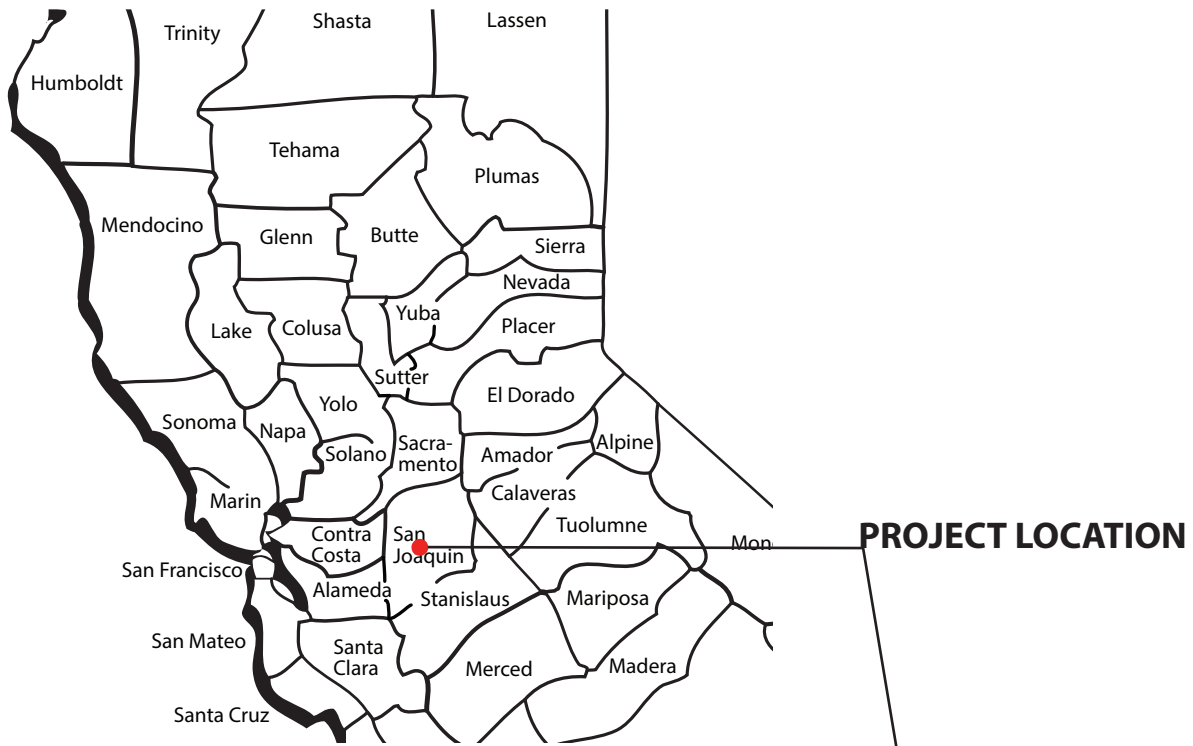 Shasta
Lassen
Trinity
Humboldt
Tehama
Plumas
Mendocino
Glenn
Butte
Sierra
Nevada
Yuba
Placer
Lake
Colusa
Sutter
El Dorado
Yolo
Sonoma
Napa
Solano
Sacra-
mento
Amador
Alpine
Calaveras
Marin
Tuolumne
Contra
Costa
San
Joaquin
Mon
PROJECT LOCATION
San Francisco
Alameda
Stanislaus
Mariposa
San Mateo
Santa
Clara
Merced
Madera
Santa Cruz